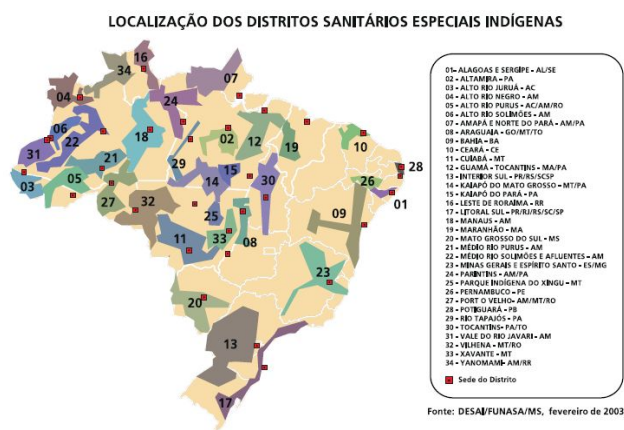 LOCALIZAÇÃO DOS DISTRITOS SANITÁRIOS ESPECIAIS INDÍGENAS
16
34
07
04
24
06
22
18
02
12
19
10
31
21
29
15
28
03
05
14
30
26
27
32
25
01
09
11
33
08
23
20
13
17
01- ALAGOAS E SERGIPE - AL/SE
02 - ALTAMIRA - PA
03 - ALTO RIO JURUÁ - AC
04 - ALTO RIO NEGRO - AM
05 - ALTO RIO PURUS - AC/AM/RO
06 - ALTO RIO SOLIMÕES - AM
07 - AMAPÁ E NORTE DO PARÁ - AM/PA
08 - ARAGUAIA - GO/MT/TO
09 - BAHIA - BA
10 - CEARÁ - CE
11 - CUIABÁ - MT
12 - GUAMÁ - TOCANTINS - MA/PA
13 - INTERIOR SUL - PR/RS/SCSP
14 - KAIAPÓ DO MATO GROSSO - MT/PA
15 - KAIAPÓ DO PARÁ - PA
16 - LESTE DE RORAIMA - RR
17 - LITORAL SUL - PR/RJ/RS/SC/SP
18 - MANAUS - AM
19 - MARANHÃO - MA
20 - MATO GROSSO DO SUL - MS
21 - MÉDIO RIO PURUS - AM
22 - MÉDIO RIO SOLIMÕES E AFLUENTES - AM
23 - MINAS GERAIS E ESPÍRITO SANTO - ES/MG
24 - PARINTINS - AM/PA
25 - PARQUE INDÍGENA DO XINGU - MT
26 - PERNAMBUCO - PE
27 - PORT O VELHO - AM/MT/RO
28 - POTIGUARÁ - PB
29 - RIO TAPAJÓS - PA
30 - TOCANTINS - PA/TO
31 - VALE DO RIO JAVARI - AM
32 - VILHENA - MT/RO
33 - XAVANTE - MT
34 - YANOMAMI - AM/RR
Sede do Distrito
Fonte: DESAI/FUNASA/MS, fevereiro de 2003